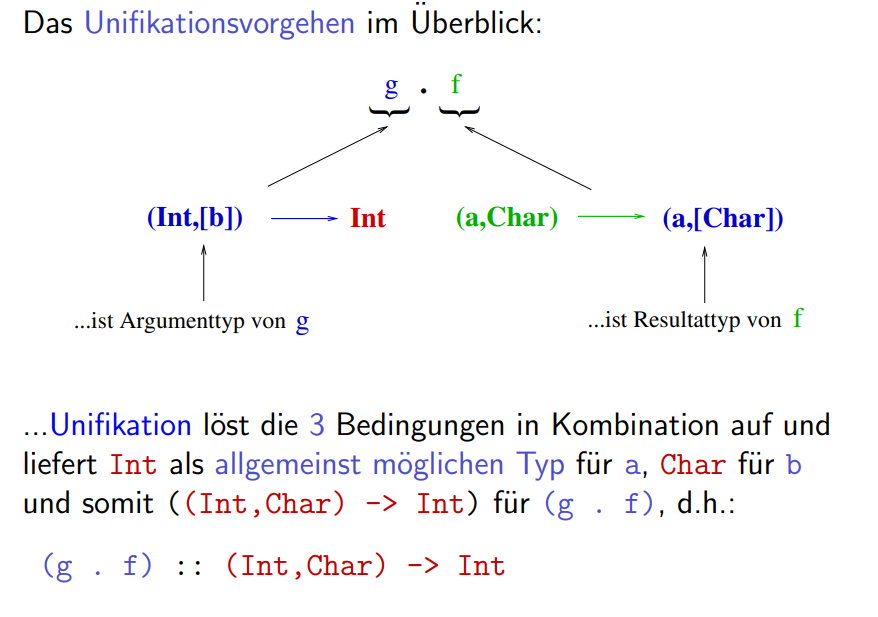 Das Unifikationsvorgehen im Überblick:
g . f
(Int,[b]) Int (a,Char) (a,[Char])
...ist Argumenttyp von g ...ist Resultattyp von f
...Unifikation löst die 3 Bedingungen in Kombination auf und
liefert Int als allgemeinst möglichen Typ für a, Char für b
und somit ((Int,Char) -> Int) für (g . f), d.h.:
(g . f) :: (Int,Char) -> Int